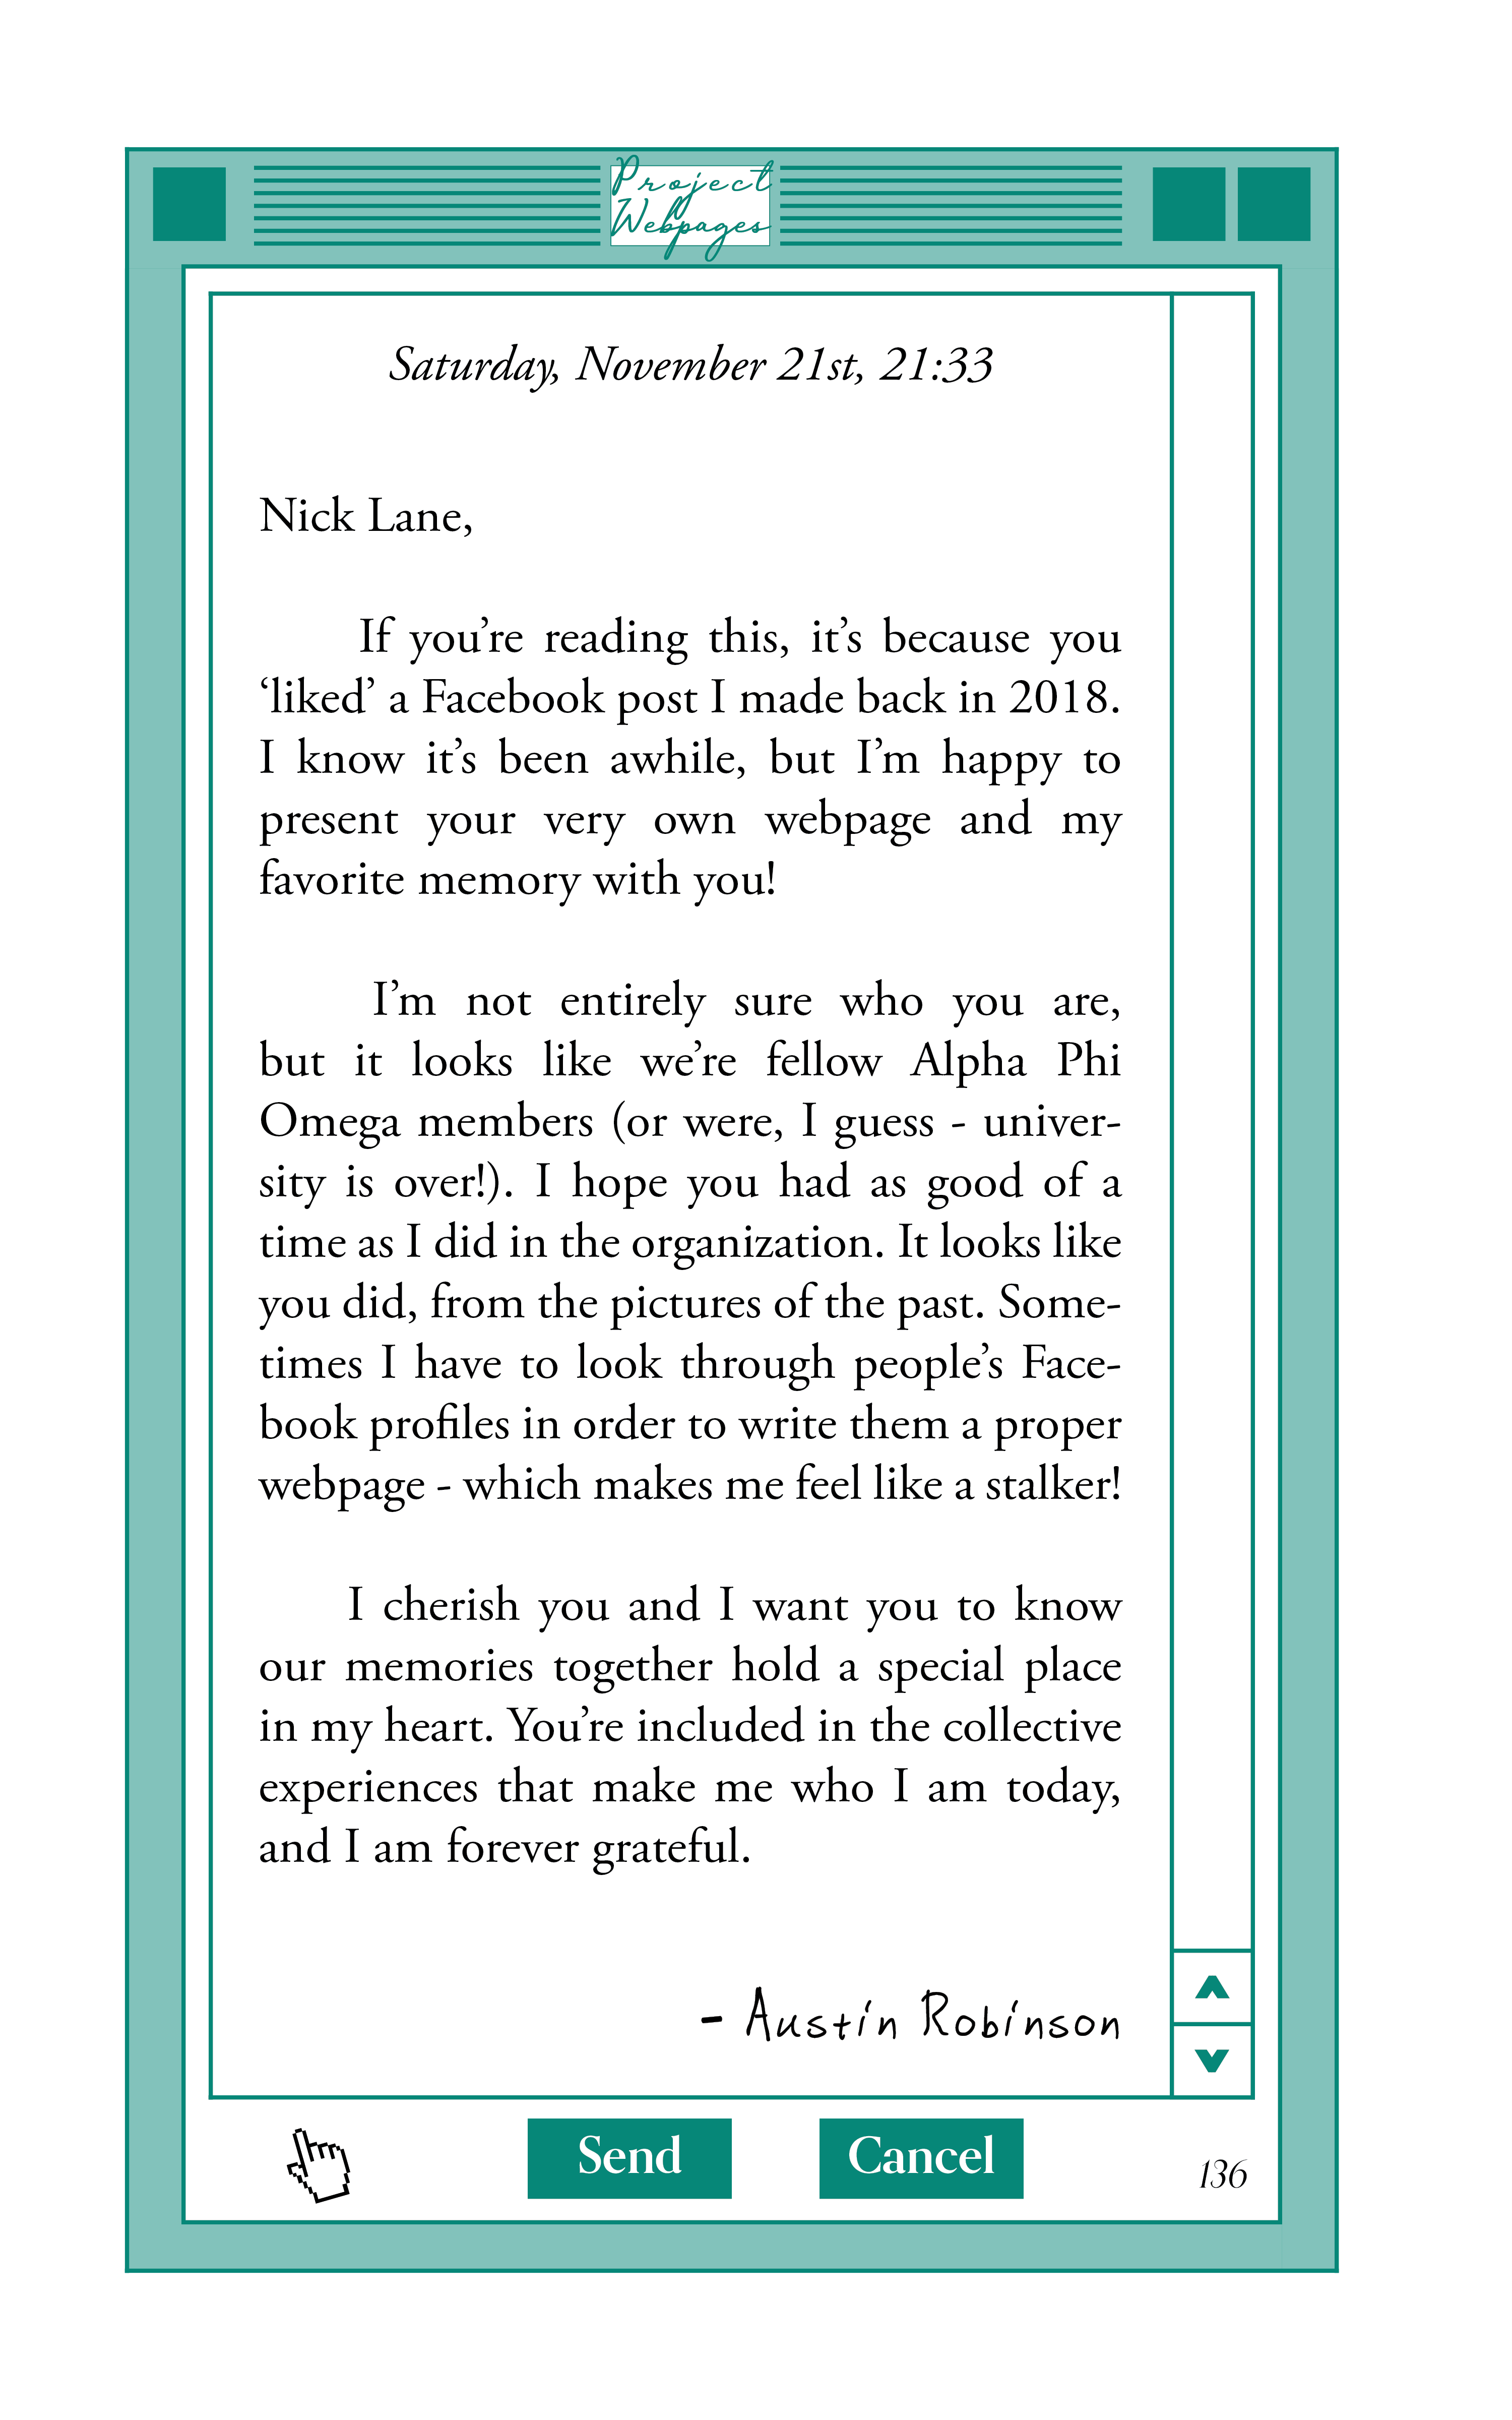 Project
Webpages
Saturday, November 21st, 21:33
Nick Lane,
If you’re reading this, it’s because you
‘liked’ a Facebook post I made back in 2018.
I know it’s been awhile, but I’m happy to
present your very own webpage and my
favorite memory with you!
I’m not entirely sure who you are,
but it looks like we’re fellow Alpha Phi
Omega members (or were, I guess - univer-
sity is over!). I hope you had as good of a
time as I did in the organization. It looks like
you did, from the pictures of the past. Some-
times I have to look through people’s Face-
book profiles in order to write them a proper
webpage - which makes me feel like a stalker!
I cherish you and I want you to know
our memories together hold a special place
in my heart. You’re included in the collective
experiences that make me who I am today,
and I am forever grateful.
- Austin Robinson
Send Cancel
136